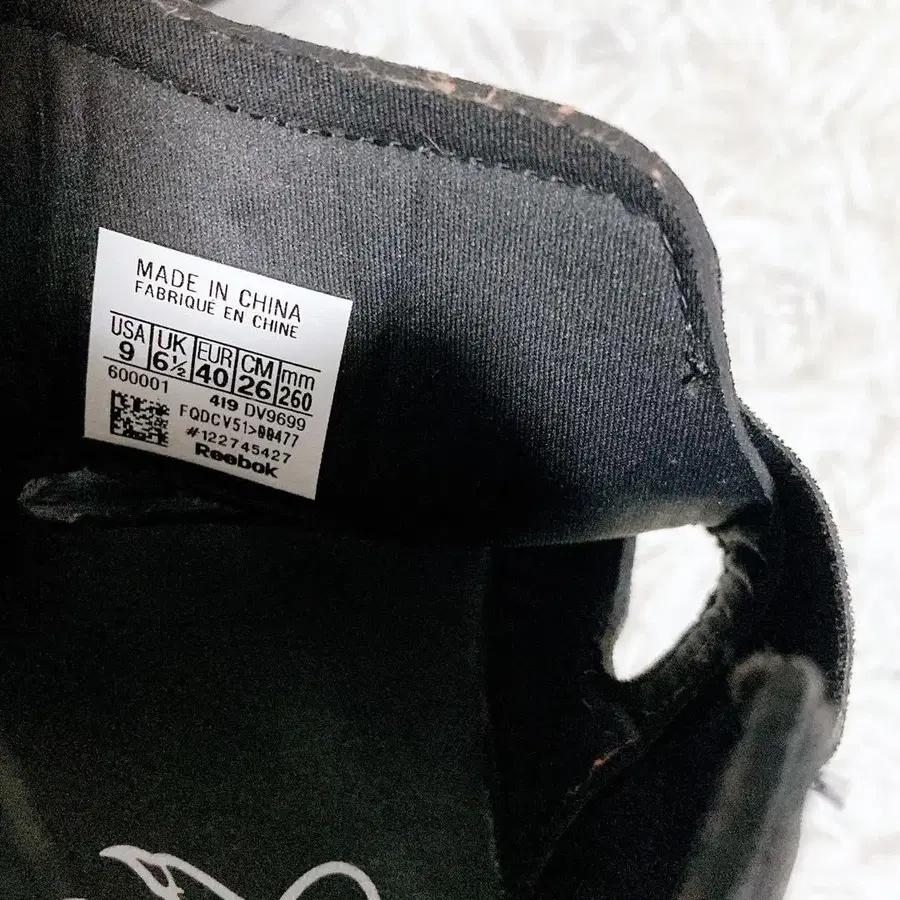 MADE IN CHINA
FABRIQUE EN CHINE
USA UK EUR CM mm
9 6½ 40 26 260
600001
419 DV9699
FQDCV51>00477
#122745427
Reebok